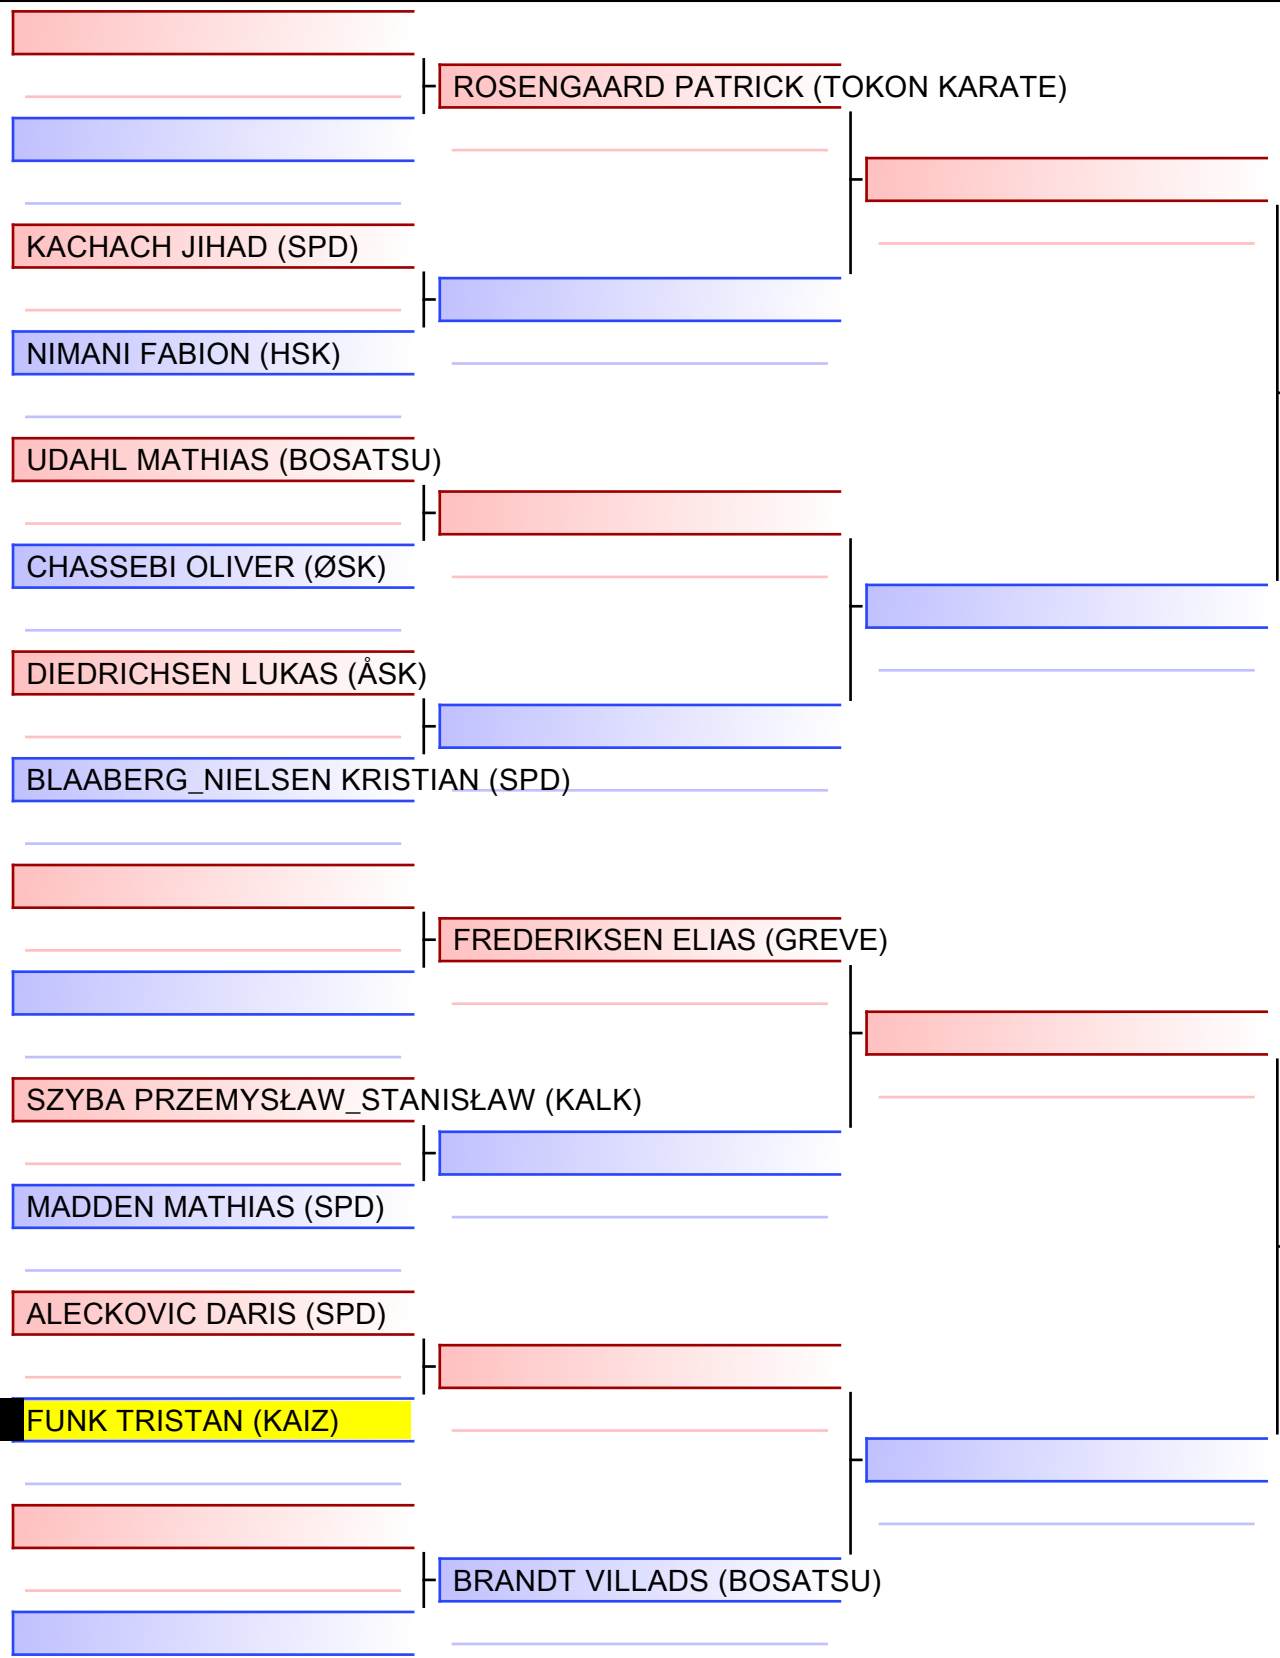 ROSENGAARD PATRICK (TOKON KARATE)
KACHACH JIHAD (SPD)
NIMANI FABION (HSK)
UDAHL MATHIAS (BOSATSU)
CHASSEBI OLIVER (ØSK)
DIEDRICHSEN LUKAS (ÅSK)
BLAABERG_NIELSEN KRISTIAN (SPD)
FREDERIKSEN ELIAS (GREVE)
SZYBA PRZEMYSŁAW_STANISŁAW (KALK)
MADDEN MATHIAS (SPD)
ALECKOVIC DARIS (SPD)
FUNK TRISTAN (KAIZ)
BRANDT VILLADS (BOSATSU)